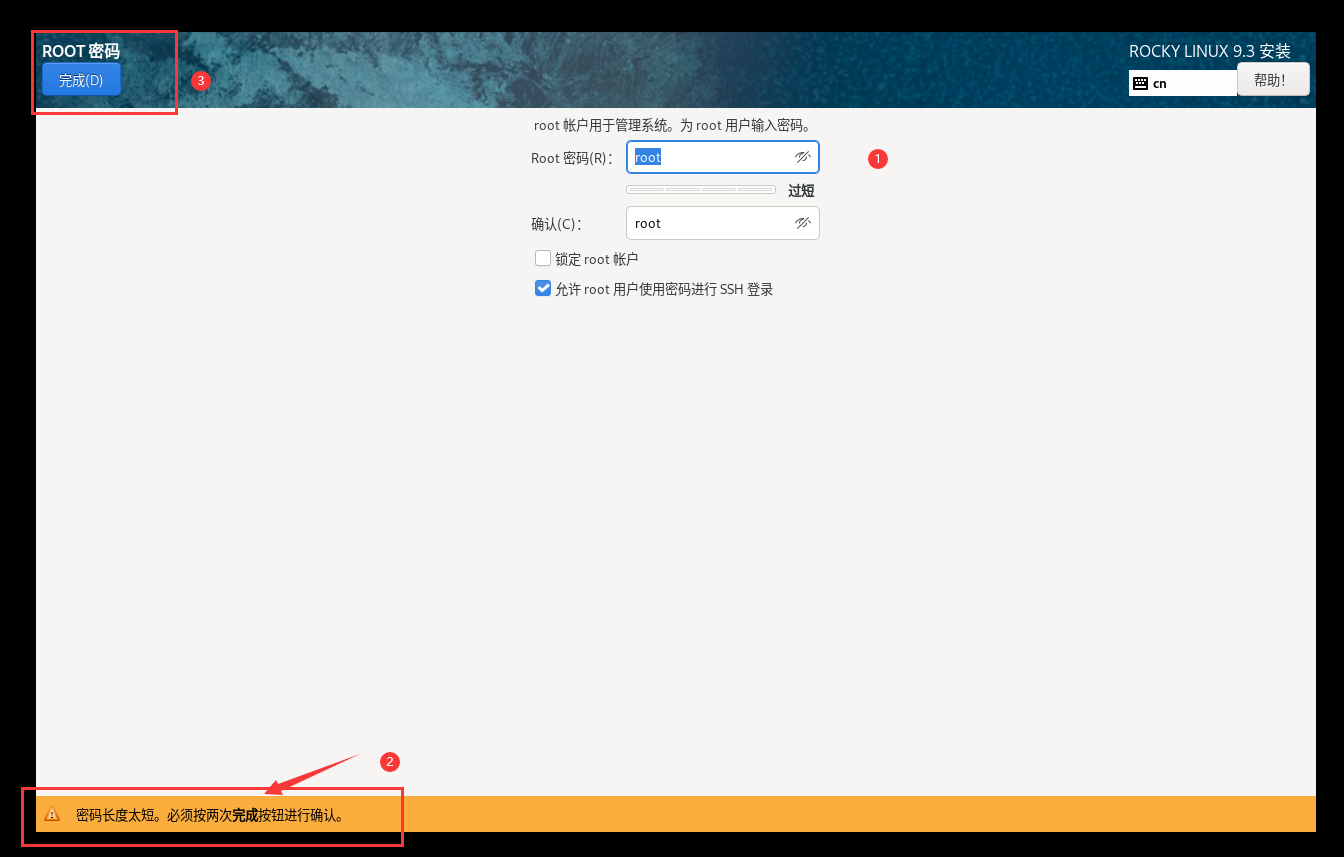 ROOT 密码
完成(D)
3
ROCKY LINUX 9.3 安装
cn
帮助！
root 帐户用于管理系统。为 root 用户输入密码。
Root 密码(R)：
root
1
过短
确认(C)：
root
锁定 root 帐户
允许 root 用户使用密码进行 SSH 登录
2
密码长度太短。必须按两次完成按钮进行确认。